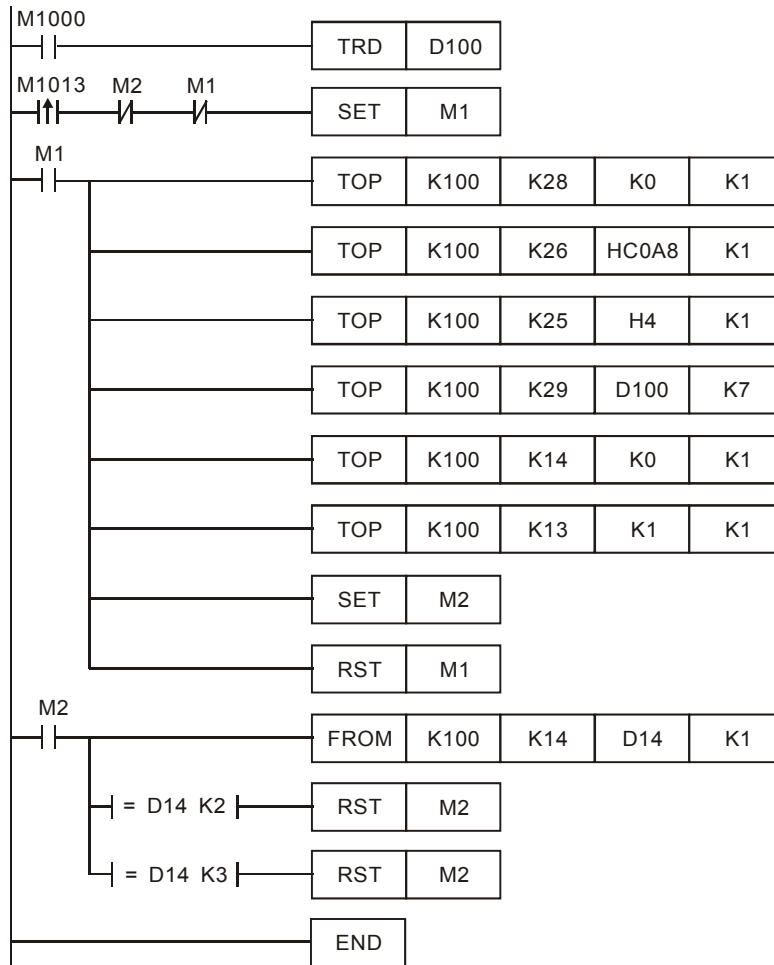 M1000
TRD D100
M1013 M2 M1
SET M1
M1
TOP K100 K28 K0 K1
TOP K100 K26 HC0A8 K1
TOP K100 K25 H4 K1
TOP K100 K29 D100 K7
TOP K100 K14 K0 K1
TOP K100 K13 K1 K1
SET M2
RST M1
M2
FROM K100 K14 D14 K1
= D14 K2 RST M2
= D14 K3 RST M2
END